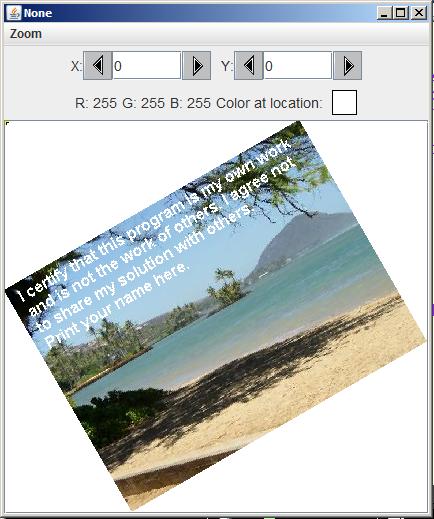 None
Zoom
X: 0 Y: 0
R: 255 G: 255 B: 255 Color at location:
I certify that this program is my own work
and is not the work of others. I agree not
to share my solution with others.
Print your name here.